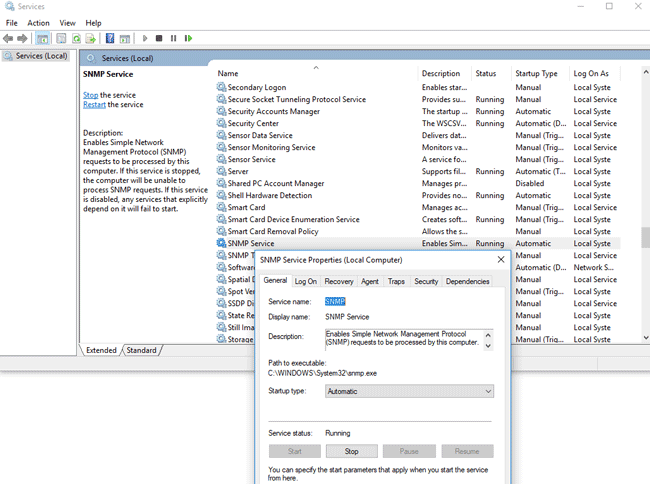 Services
File Action View Help
Services (Local)
Services (Local)
SNMP Service
Stop the service
Restart the service
Description:
Enables Simple Network
Management Protocol (SNMP)
requests to be processed by this
computer. If this service is stopped,
the computer will be unable to
process SNMP requests. If this service
is disabled, any services that explicitly
depend on it will fail to start.
Name Description Status Startup Type Log On As
Secondary Logon Enables star... Running Manual Local Syste
Secure Socket Tunneling Protocol Service Provides su... Running Manual Local Service
Security Accounts Manager The startup ... Running Automatic Local Syste
Security Center The WSCSV... Running Automatic (D... Local Service
Sensor Data Service Delivers dat... Manual (Trig... Local Syste
Sensor Monitoring Service Monitors va... Manual (Trig... Local Service
Sensor Service A service fo... Manual (Trig... Local Syste
Server Supports fil... Running Automatic (T... Local Syste
Shared PC Account Manager Manages pr... Disabled Local Syste
Shell Hardware Detection Provides no... Running Automatic Local Syste
Smart Card Manages ac... Manual (Trig... Local Service
Smart Card Device Enumeration Service Creates soft... Running Manual (Trig... Local Syste
Smart Card Removal Policy Allows the s... Manual Local Syste
SNMP Service Enables Sim... Running Automatic Local Syste
SNMP T Manual Local Service
Software Automatic (D... Network S...
Spatial D Manual Local Service
Spot Ver Manual (Trig... Local Syste
SSDP Dis Manual Local Service
State Re Manual Local Syste
Still Imag Manual Local Syste
Storage Manual (Trig... Local Syste
Extended Standard
SNMP Service Properties (Local Computer)
General Log On Recovery Agent Traps Security Dependencies
Service name: SNMP
Display name: SNMP Service
Description: Enables Simple Network Management Protocol
(SNMP) requests to be processed by this computer.
Path to executable:
C:\WINDOWS\System32\snmp.exe
Startup type: Automatic
Service status: Running
Start Stop Pause Resume
You can specify the start parameters that apply when you start the service
from here.